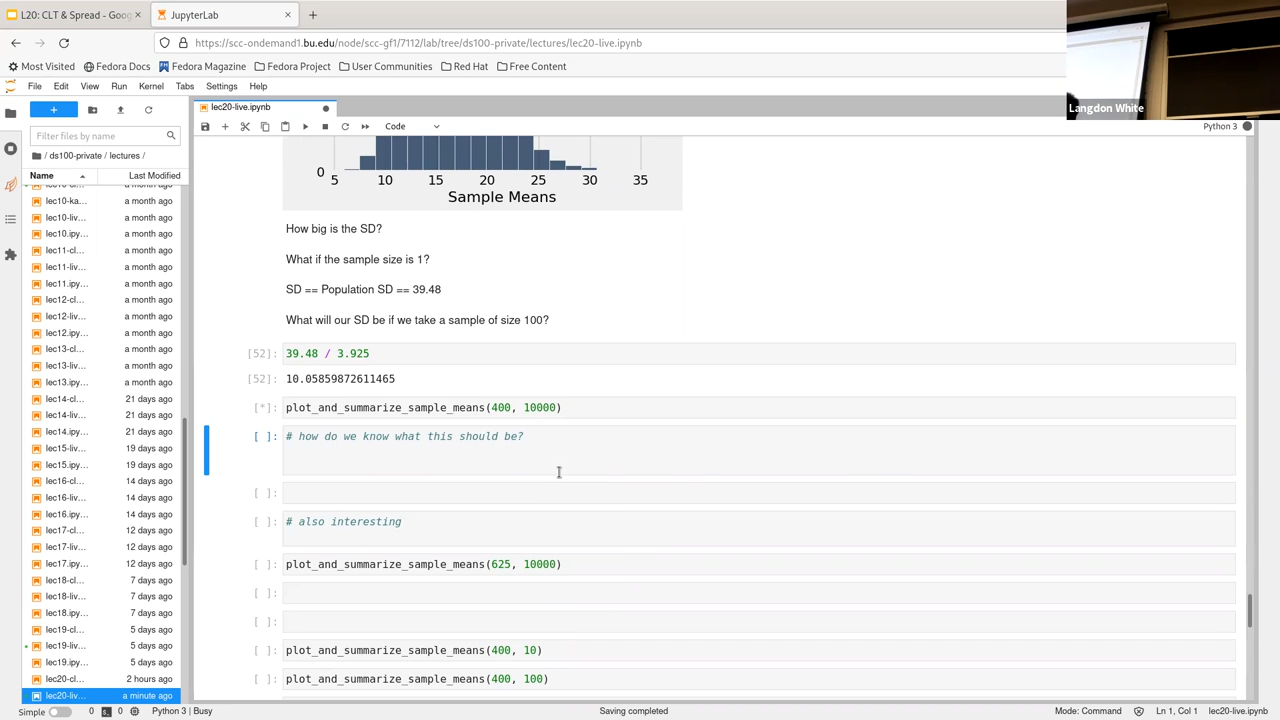 L20: CLT & Spread - Goog
JupyterLab
https://scc-ondemand1.bu.edu/node/scc-gf1/7112/lab/tree/ds100-private/lectures/lec20-live.ipynb
Most Visited
Fedora Docs
Fedora Magazine
Fedora Project
User Communities
Red Hat
Free Content
Langdon White
File Edit View Run Kernel Tabs Settings Help
lec20-live.ipynb
Code
Python 3
Filter files by name
/ ds100-private / lectures /
Name Last Modified
lec10-ka... a month ago
lec10-liv... a month ago
lec10.ipy... a month ago
lec11-cl... a month ago
lec11-liv... a month ago
lec11.ipy... a month ago
lec12-cl... a month ago
lec12-liv... a month ago
lec12.ipy... a month ago
lec13-cl... a month ago
lec13-liv... a month ago
lec13.ipy... a month ago
lec14-cl... 21 days ago
lec14-liv... 21 days ago
lec14.ipy... 21 days ago
lec15-liv... 19 days ago
lec15.ipy... 19 days ago
lec16-cl... 14 days ago
lec16-liv... 14 days ago
lec16.ipy... 14 days ago
lec17-cl... 12 days ago
lec17-liv... 12 days ago
lec17.ipy... 12 days ago
lec18-cl... 7 days ago
lec18-liv... 7 days ago
lec18.ipy... 7 days ago
lec19-cl... 5 days ago
lec19-liv... 5 days ago
lec19.ipy... 5 days ago
lec20-cl... 2 hours ago
lec20-liv... a minute ago
0
5 10 15 20 25 30 35
Sample Means
How big is the SD?
What if the sample size is 1?
SD == Population SD == 39.48
What will our SD be if we take a sample of size 100?
[52]: 39.48 / 3.925
[52]: 10.05859872611465
[*]: plot_and_summarize_sample_means(400, 10000)
[ ]: # how do we know what this should be?
[ ]:
[ ]: # also interesting
[ ]: plot_and_summarize_sample_means(625, 10000)
[ ]:
[ ]:
[ ]: plot_and_summarize_sample_means(400, 10)
[ ]: plot_and_summarize_sample_means(400, 100)
Simple 0 0 Python 3 | Busy Saving completed Mode: Command Ln 1, Col 1 lec20-live.ipynb